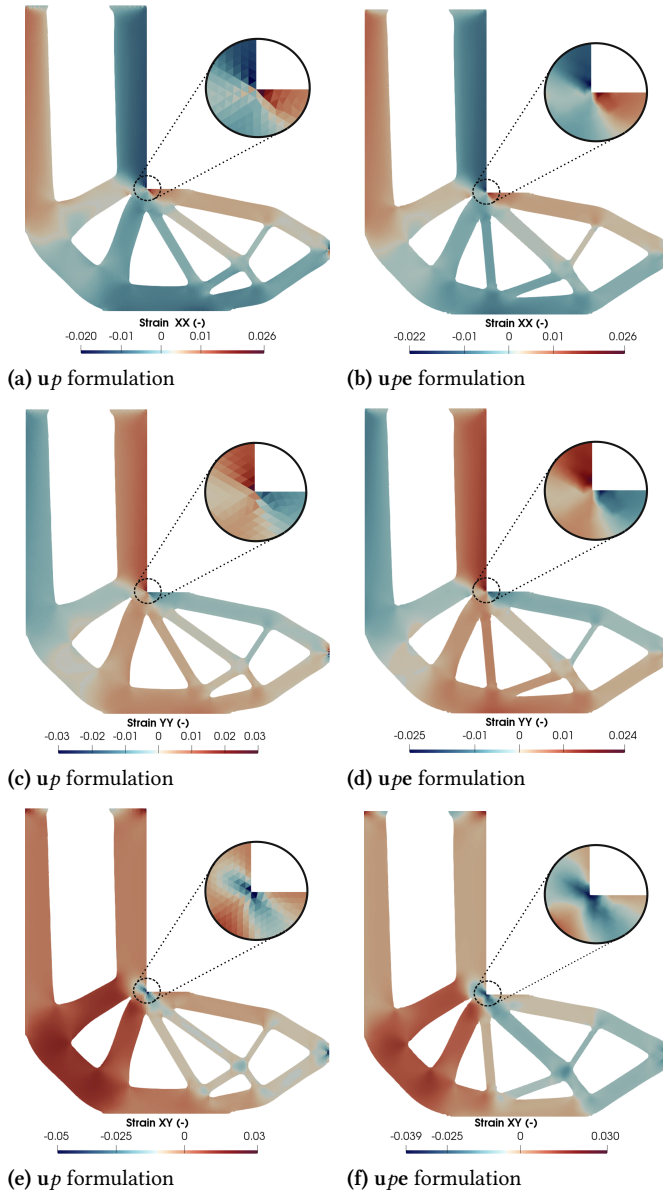 Strain XX (-)
-0.020 -0.01 0 0.01 0.026
Strain XX (-)
-0.022 -0.01 0 0.01 0.026
(a) up formulation
(b) upe formulation
Strain YY (-)
-0.03 -0.02 -0.01 0 0.01 0.02 0.03
Strain YY (-)
-0.025 -0.01 0 0.01 0.024
(c) up formulation
(d) upe formulation
Strain XY (-)
-0.05 -0.025 0 0.03
Strain XY (-)
-0.039 -0.025 0 0.030
(e) up formulation
(f) upe formulation